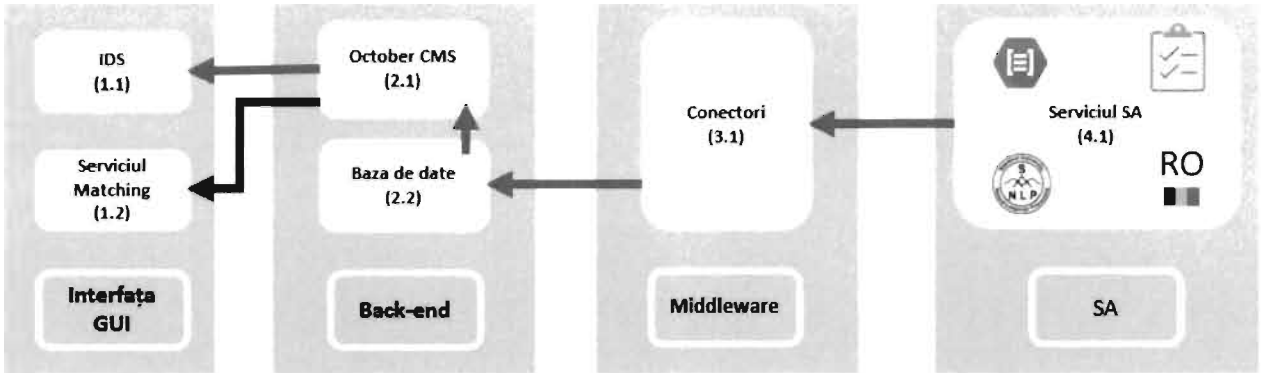 iDS
(1.1)
Serviciul
Matching
(1.2)
Interfața
GUI
October CMS
(2.1)
Baza de date
(2.2)
Back-end
Conectori
(3.1)
Middleware
Serviciul SA
(4.1)
S
NLP
RO
SA